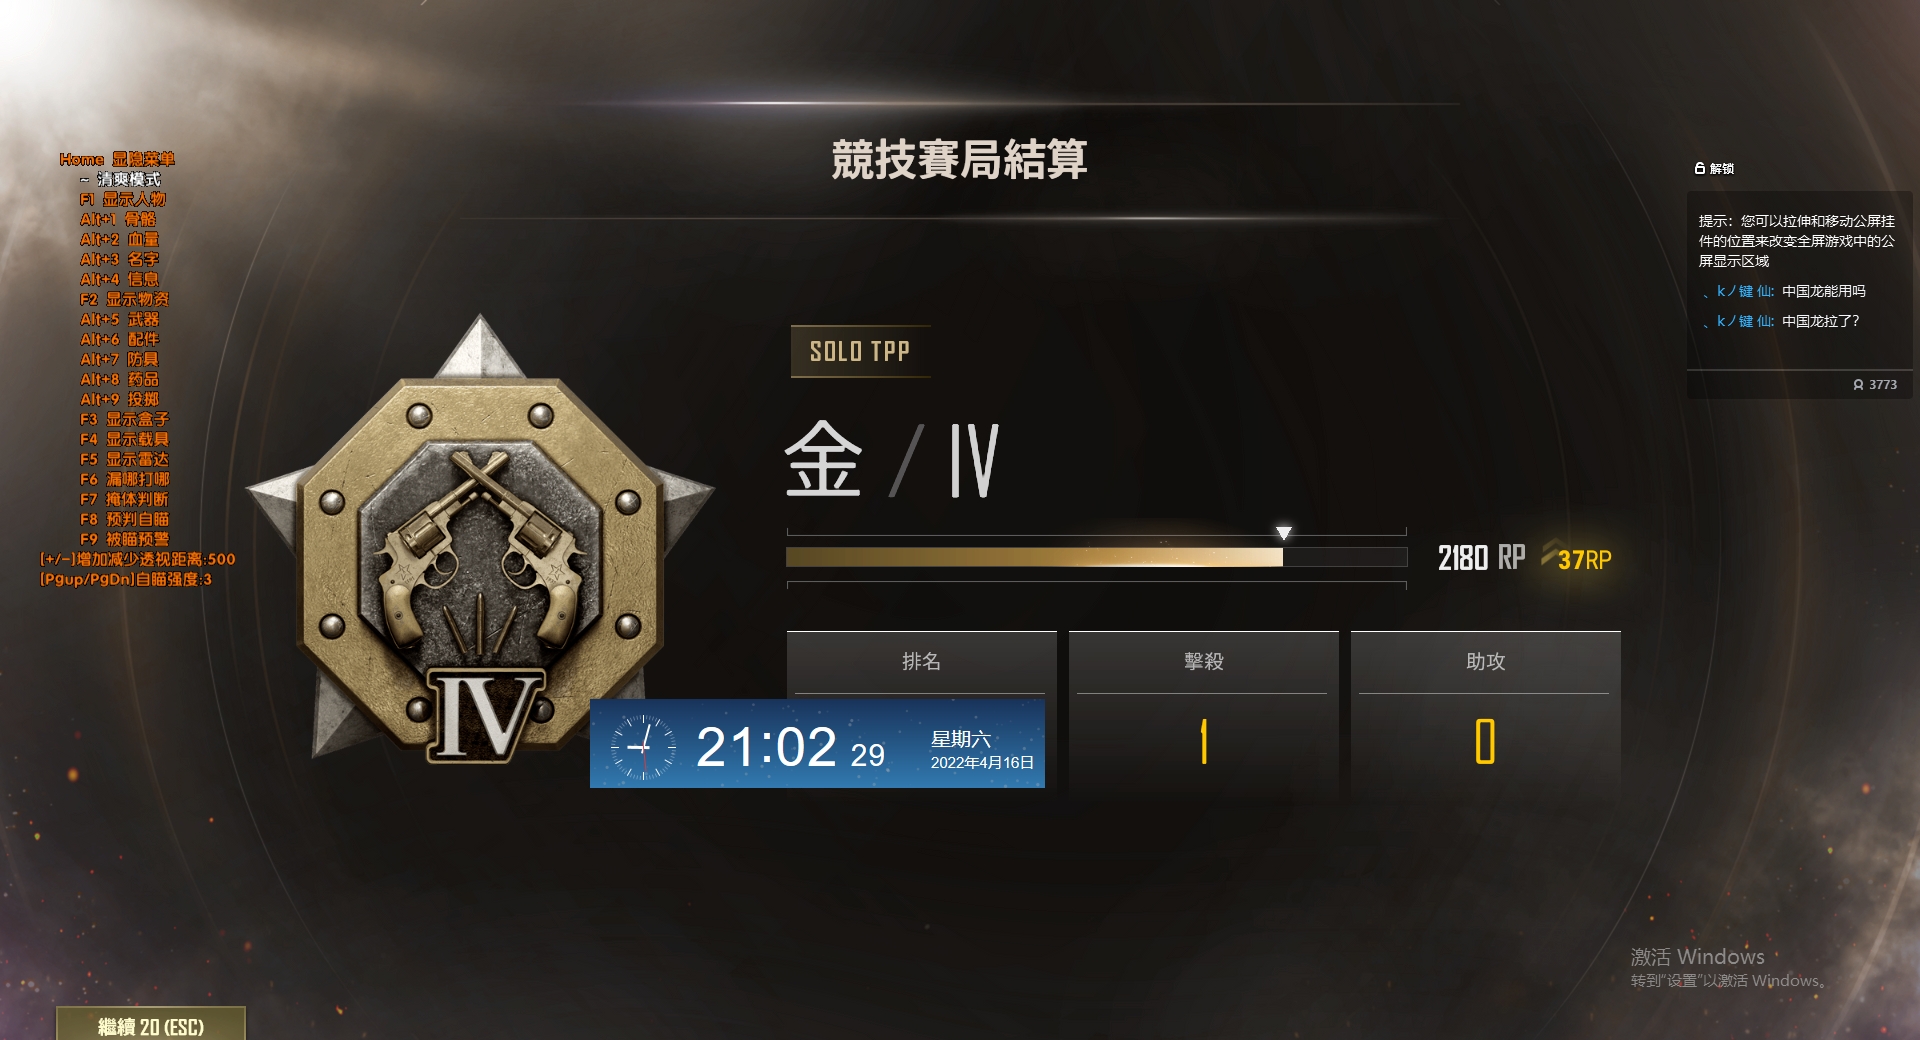 競技賽局結算
Home 显隐菜单
~ 清爽模式
F1 显示人物
Alt+1 骨骼
Alt+2 血量
Alt+3 名字
Alt+4 信息
F2 显示物资
Alt+5 武器
Alt+6 配件
Alt+7 防具
Alt+8 药品
Alt+9 投掷
F3 显示盒子
F4 显示载具
F5 显示雷达
F6 漏哪打哪
F7 掩体判断
F8 预判自瞄
F9 被瞄预警
[+/-]增加减少透视距离:500
[Pgup/PgDn]自瞄强度:3
解锁
提示：您可以拉伸和移动公屏挂
件的位置来改变全屏游戏中的公
屏显示区域
、kノ键 仙: 中国龙能用吗
、kノ键 仙: 中国龙拉了?
3773
SOLO TPP
金 / IV
2180 RP 37RP
IV
排名
擊殺
助攻
1
0
21:02 29
星期六
2022年4月16日
激活 Windows
转到"设置"以激活 Windows。
繼續 20 (ESC)